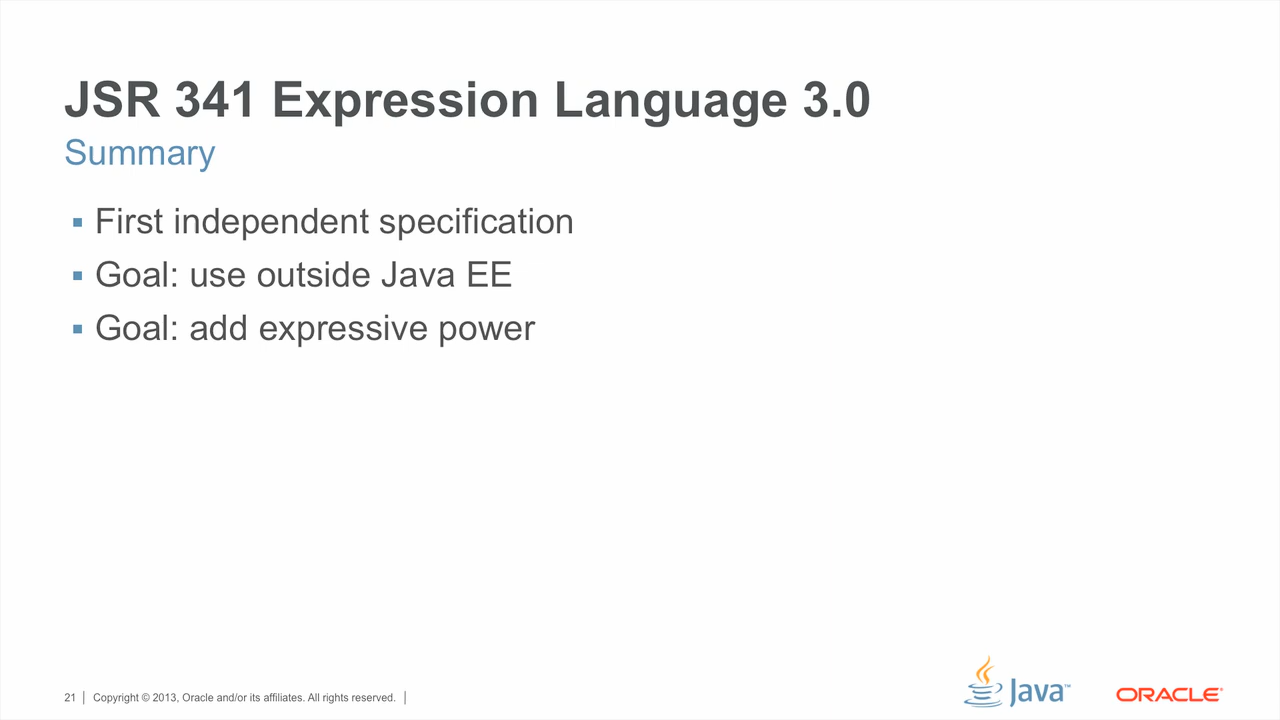 JSR 341 Expression Language 3.0
Summary
▪ First independent specification
▪ Goal: use outside Java EE
▪ Goal: add expressive power
21 | Copyright © 2013, Oracle and/or its affiliates. All rights reserved. |
Java™
ORACLE®